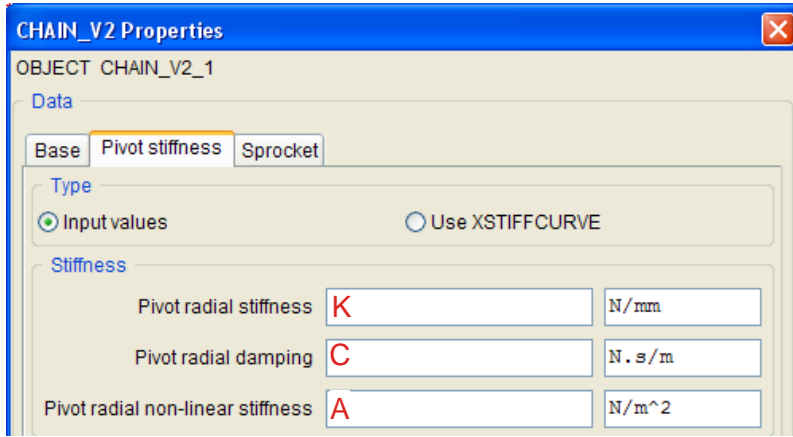 CHAIN_V2 Properties
OBJECT CHAIN_V2_1
Data
Base Pivot stiffness Sprocket
Type
Input values Use XSTIFFCURVE
Stiffness
Pivot radial stiffness K N/mm
Pivot radial damping C N.s/m
Pivot radial non-linear stiffness A N/m^2